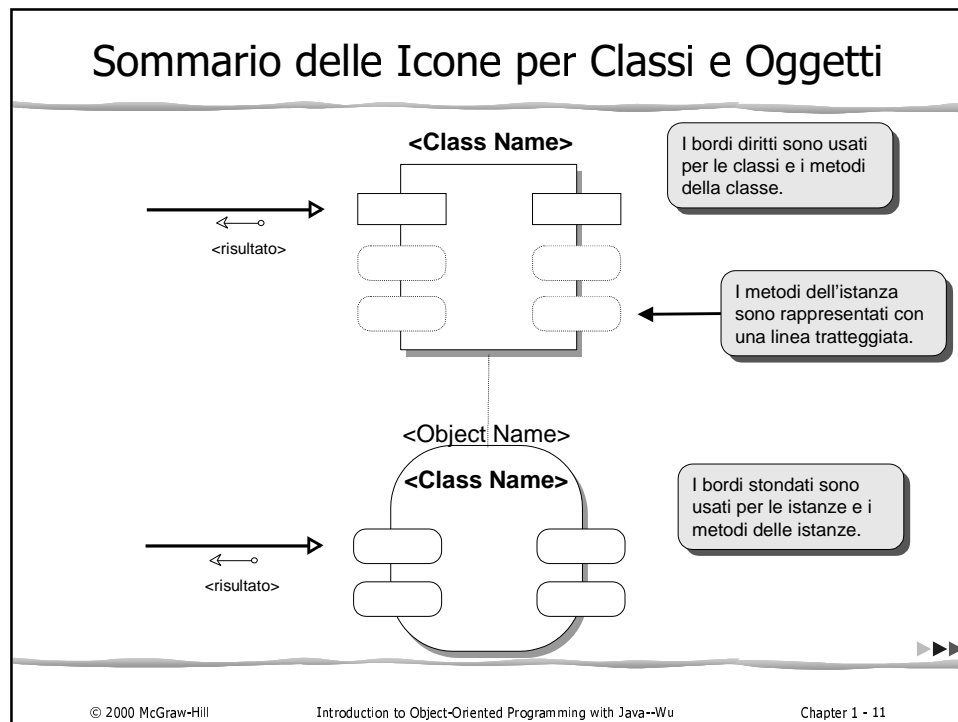 Sommario delle Icone per Classi e Oggetti
<Class Name>
I bordi diritti sono usati
per le classi e i metodi
della classe.
<risultato>
I metodi dell'istanza
sono rappresentati con
una linea tratteggiata.
<Object Name>
<Class Name>
I bordi stondati sono
usati per le istanze e i
metodi delle istanze.
<risultato>
© 2000 McGraw-Hill
Introduction to Object-Oriented Programming with Java--Wu
Chapter 1 - 11